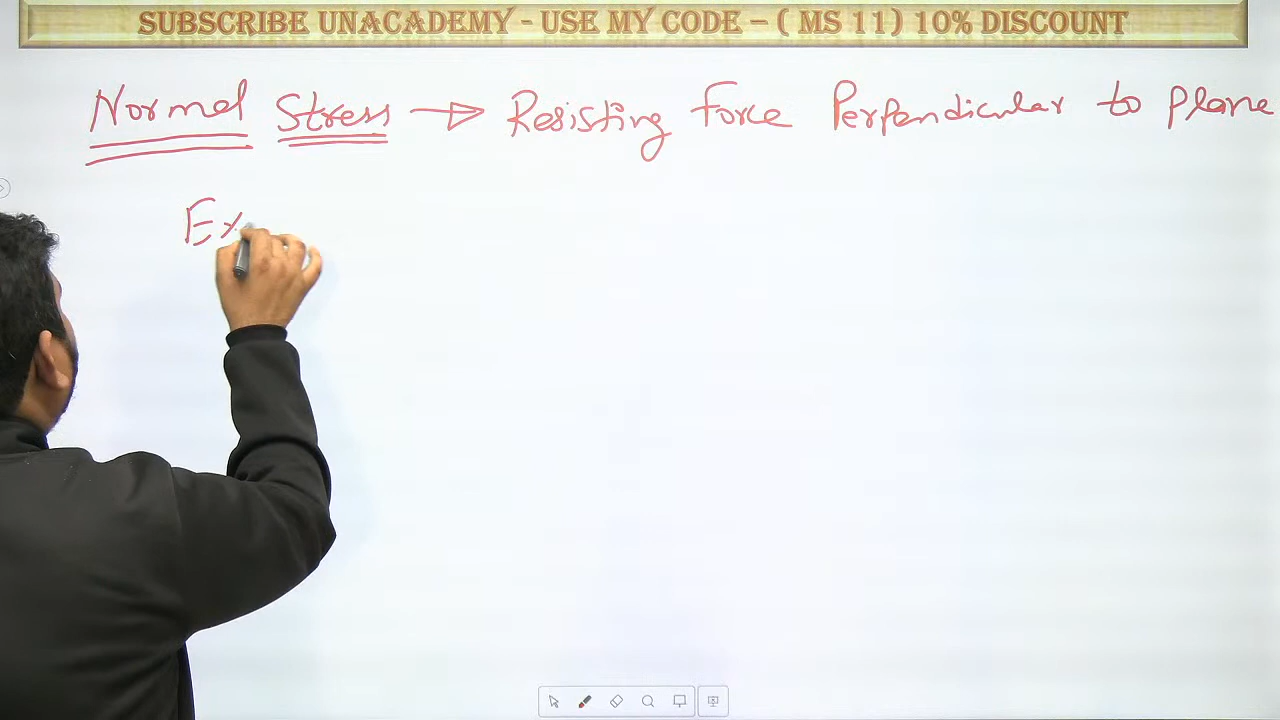 SUBSCRIBE UNACADEMY - USE MY CODE – ( MS 11) 10% DISCOUNT
Normal Stress → Resisting force Perpendicular to Plane
Ex